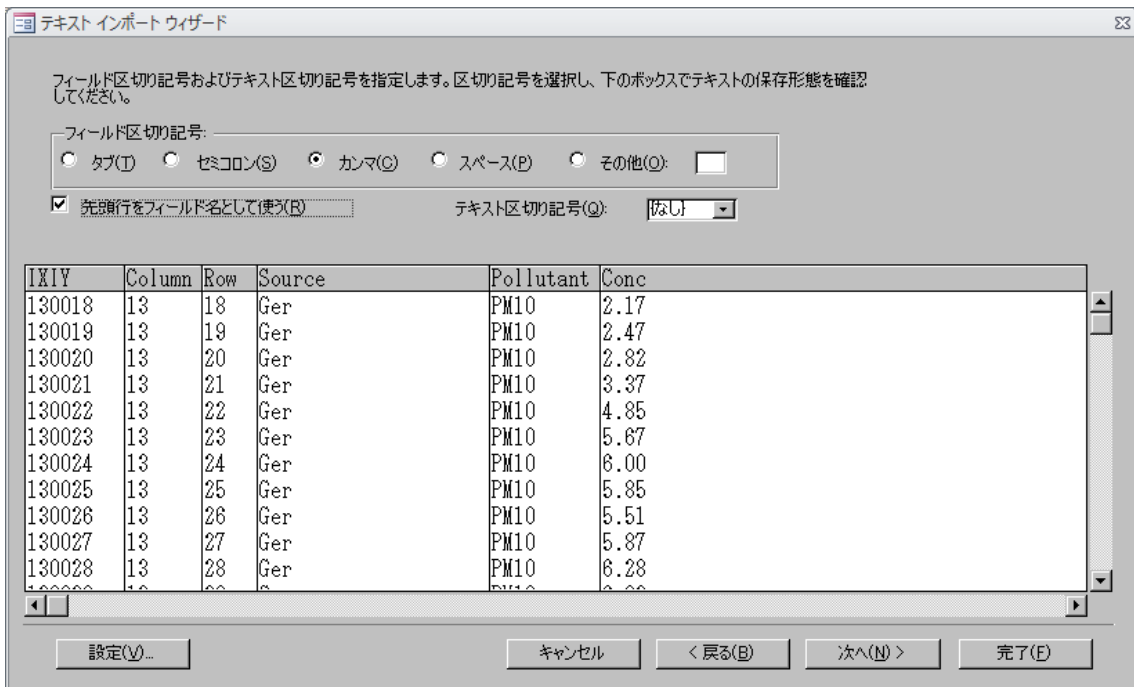 テキスト インポート ウィザード
フィールド区切り記号およびテキスト区切り記号を指定します。区切り記号を選択し、下のボックスでテキストの保存形態を確認
してください。
フィールド区切り記号:
タブ(T) セミコロン(S) カンマ(C) スペース(P) その他(O):
先頭行をフィールド名として使う(R) テキスト区切り記号(Q): {なし}
IXIY Column Row Source Pollutant Conc
130018 13 18 Ger PM10 2.17
130019 13 19 Ger PM10 2.47
130020 13 20 Ger PM10 2.82
130021 13 21 Ger PM10 3.37
130022 13 22 Ger PM10 4.85
130023 13 23 Ger PM10 5.67
130024 13 24 Ger PM10 6.00
130025 13 25 Ger PM10 5.85
130026 13 26 Ger PM10 5.51
130027 13 27 Ger PM10 5.87
130028 13 28 Ger PM10 6.28
設定(V)... キャンセル < 戻る(B) 次へ(N) > 完了(F)